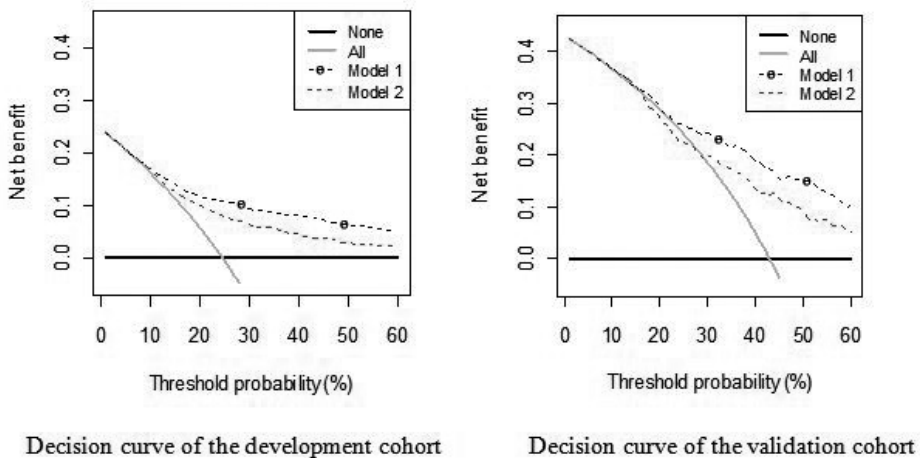 None
All
Model 1
Model 2
Net benefit
0.4
0.3
0.2
0.1
0.0
0 10 20 30 40 50 60
Threshold probability (%)
Decision curve of the development cohort
None
All
Model 1
Model 2
Net benefit
0.4
0.3
0.2
0.1
0.0
0 10 20 30 40 50 60
Threshold probability (%)
Decision curve of the validation cohort